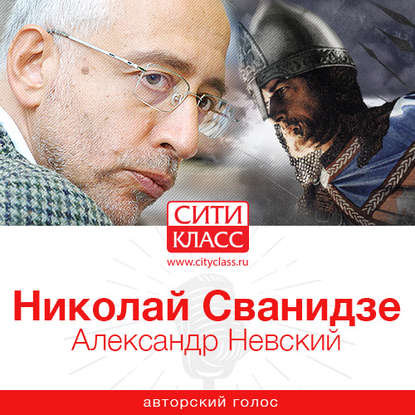 СИТИ
КЛАСС
www.cityclass.ru
Николай Сванидзе
Александр Невский
авторский голос